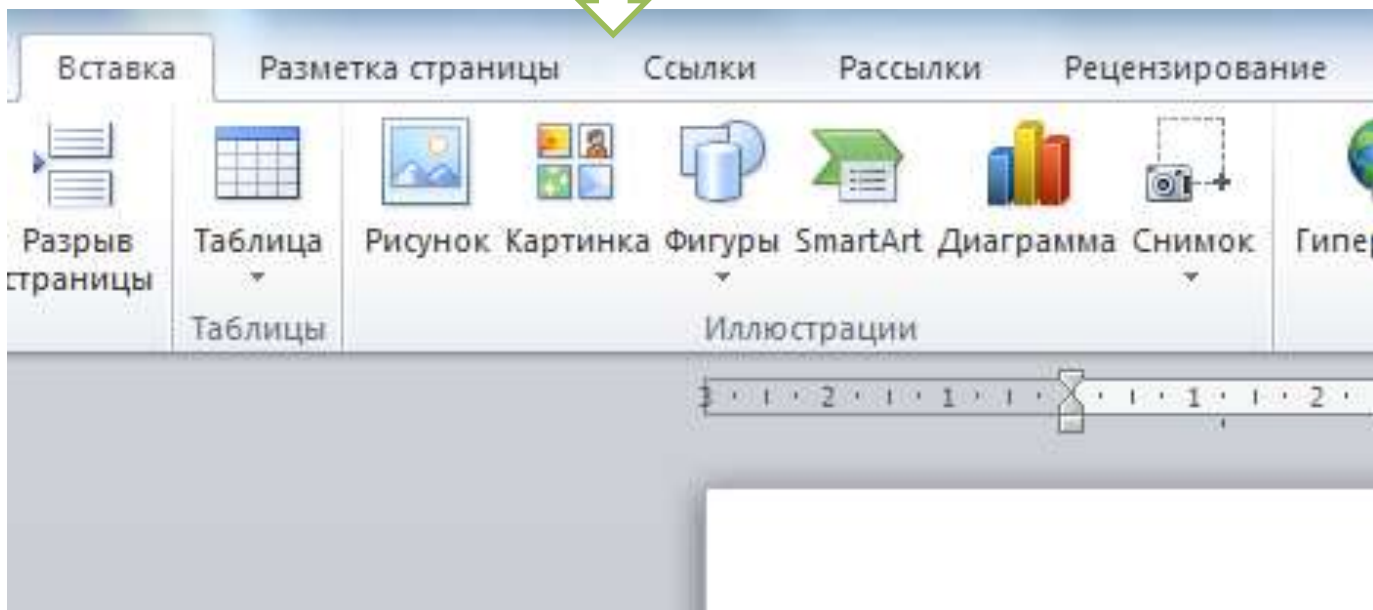 Вставка Разметка страницы Ссылки Рассылки Рецензирование
Разрыв Таблица Рисунок Картинка Фигуры SmartArt Диаграмма Снимок
страницы
Таблицы Иллюстрации
3 2 1 1 2